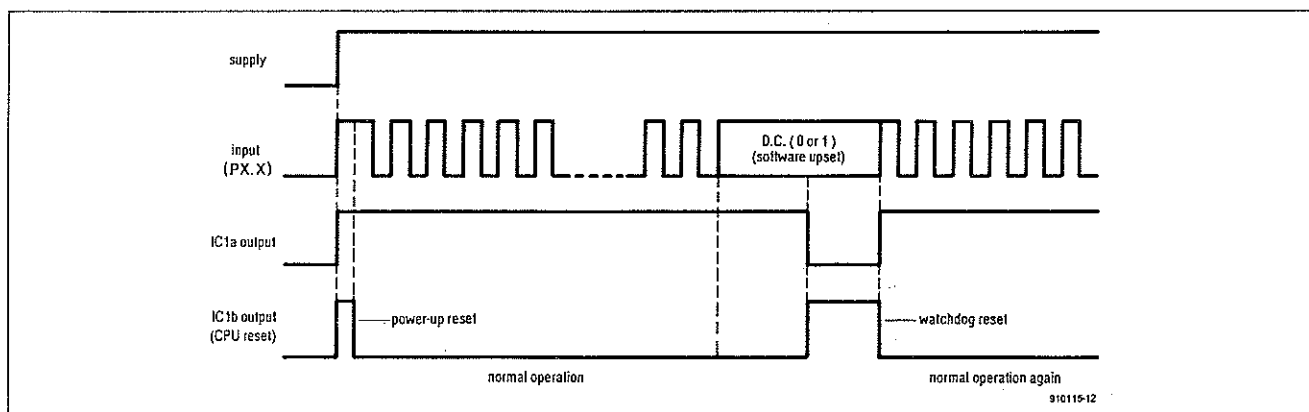 supply
input
(PX.X)
D.C. ( 0 or 1 )
(software upset)
IC1a output
IC1b output
(CPU reset)
power-up reset
watchdog reset
normal operation
normal operation again
910115-12